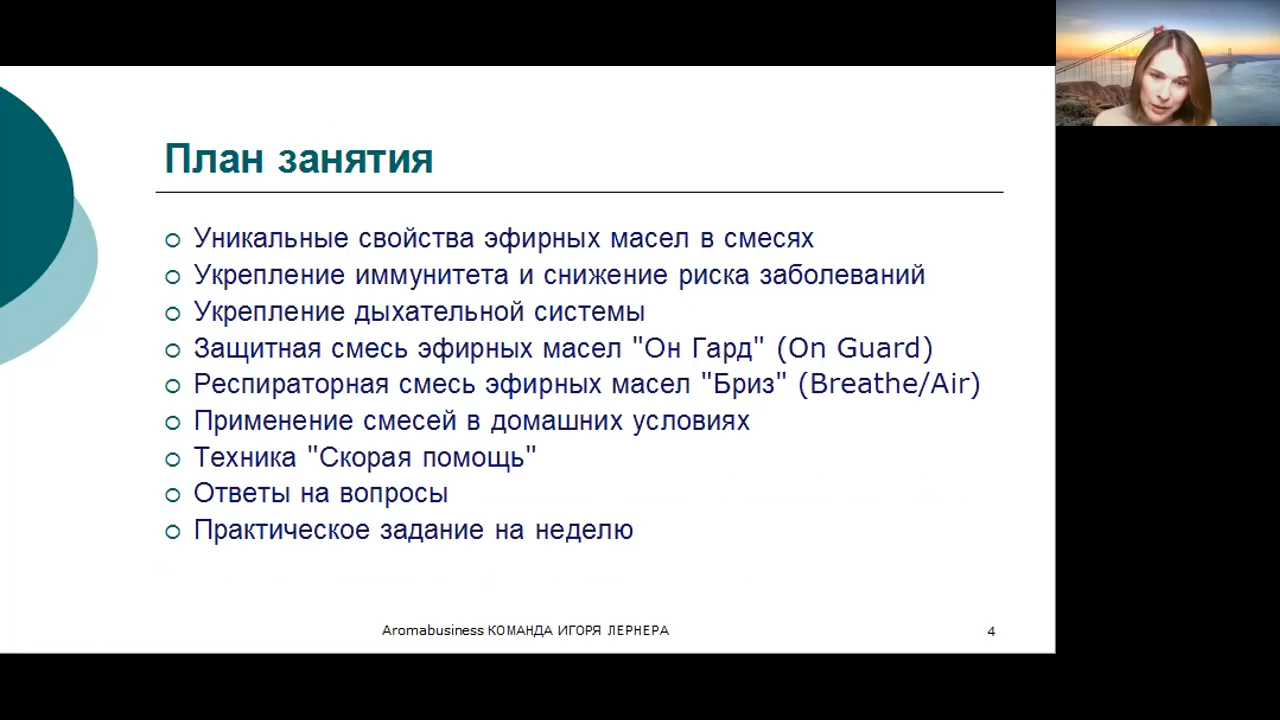 План занятия
Уникальные свойства эфирных масел в смесях
Укрепление иммунитета и снижение риска заболеваний
Укрепление дыхательной системы
Защитная смесь эфирных масел "Он Гард" (On Guard)
Респираторная смесь эфирных масел "Бриз" (Breathe/Air)
Применение смесей в домашних условиях
Техника "Скорая помощь"
Ответы на вопросы
Практическое задание на неделю
Aromabusiness КОМАНДА ИГОРЯ ЛЕРНЕРА
4